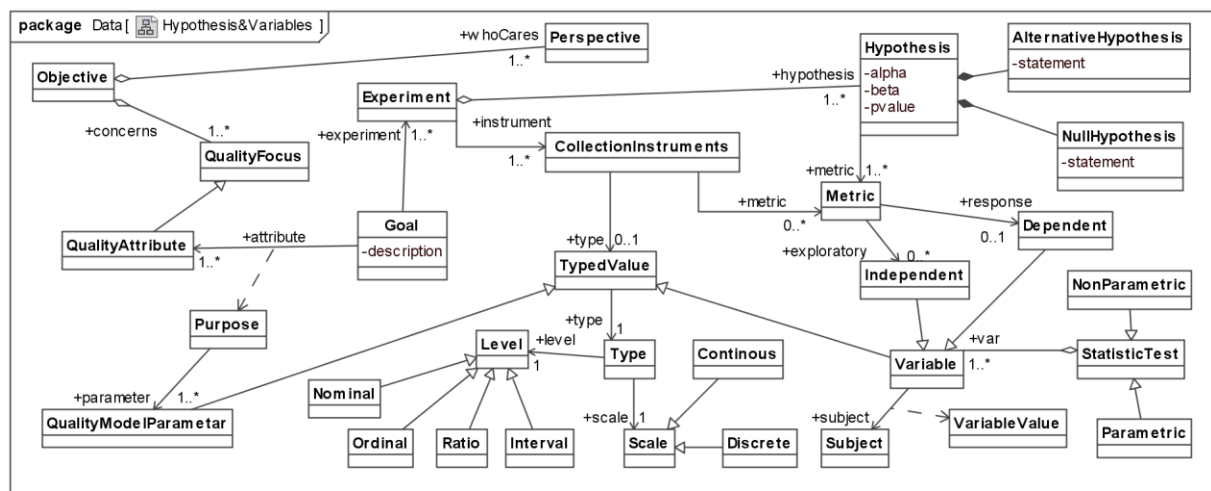 package Data[ Hypothesis&Variables ]
+whoCares
Perspective
1..*
Objective
+concerns
1..*
QualityFocus
Experiment
+experiment
1..*
+instrument
1..*
+hypothesis
1..*
Hypothesis
-alpha
-beta
-pvalue
AlternativeHypothesis
-statement
NullHypothesis
-statement
CollectionInstruments
+metric
1..*
+metric
0..*
Metric
+response
0..1
Dependent
+exploratory
0..*
Independent
QualityAttribute
+attribute
1..*
Goal
-description
+type
0..1
TypedValue
NonParametric
Purpose
+type
1
+level
1
Level
Type
Continous
Variable
+var
1..*
StatisticTest
Nominal
+parameter
1..*
QualityModelParametar
+scale
1
+subject
VariableValue
Ordinal
Ratio
Interval
Scale
Discrete
Subject
Parametric